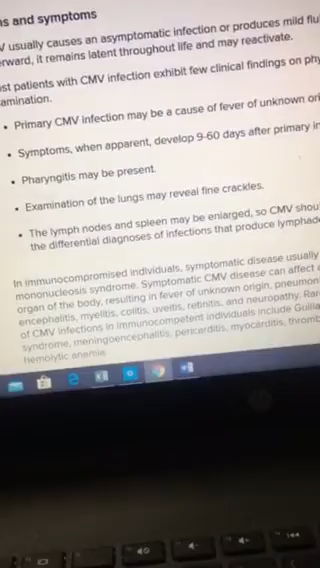 ns and symptoms
V usually causes an asymptomatic infection or produces mild flu
erward, it remains latent throughout life and may reactivate.
st patients with CMV infection exhibit few clinical findings on phy
amination.
• Primary CMV infection may be a cause of fever of unknown ori
• Symptoms, when apparent, develop 9-60 days after primary in
• Pharyngitis may be present.
• Examination of the lungs may reveal fine crackles.
• The lymph nodes and spleen may be enlarged, so CMV shou
the differential diagnoses of infections that produce lymphade
In immunocompromised individuals, symptomatic disease usually
mononucleosis syndrome. Symptomatic CMV disease can affect
organ of the body, resulting in fever of unknown origin, pneumon
encephalitis, myelitis, colitis, uveitis, retinitis, and neuropathy. Rar
of CMV infections in immunocompetent individuals include Guilla
syndrome, meningoencephalitis, pericarditis, myocarditis, thromb
hemolytic anemia.